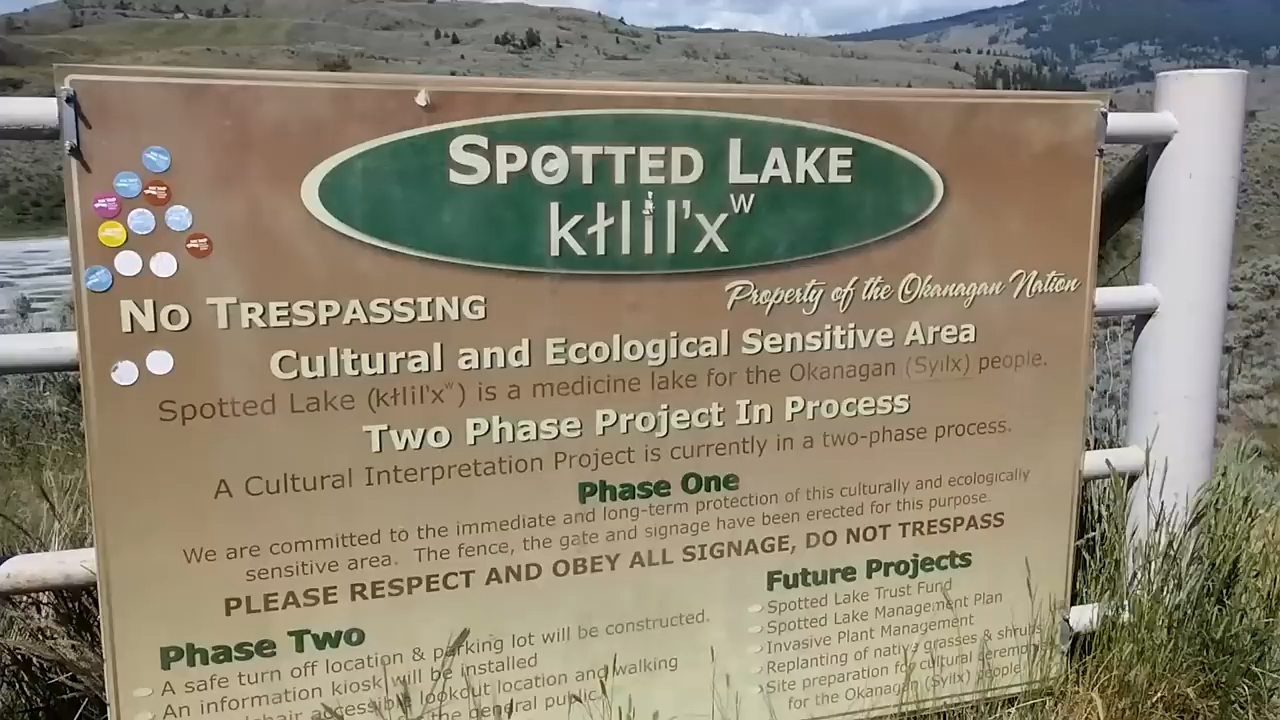 SPOTTED LAKE
kłlil'xʷ
Property of the Okanagan Nation
NO TRESPASSING
Cultural and Ecological Sensitive Area
Spotted Lake (kłlil'xʷ) is a medicine lake for the Okanagan (Syilx) people.
Two Phase Project In Process
A Cultural Interpretation Project is currently in a two-phase process.
Phase One
We are committed to the immediate and long-term protection of this culturally and ecologically
sensitive area. The fence, the gate and signage have been erected for this purpose.
PLEASE RESPECT AND OBEY ALL SIGNAGE, DO NOT TRESPASS
Phase Two
A safe turn off location & parking lot will be constructed.
An information kiosk will be installed
accessible lookout location and walking
the general public
Future Projects
Spotted Lake Trust Fund
Spotted Lake Management Plan
Invasive Plant Management
Replanting of native grasses & shrubs
Site preparation for cultural
for the Okanagan (Syilx) people